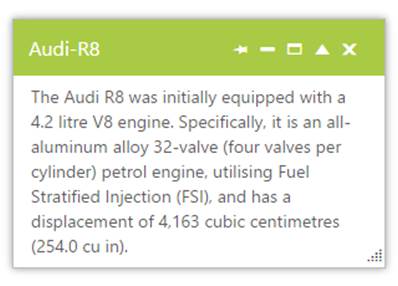 Audi-R8
The Audi R8 was initially equipped with a
4.2 litre V8 engine. Specifically, it is an all-
aluminum alloy 32-valve (four valves per
cylinder) petrol engine, utilising Fuel
Stratified Injection (FSI), and has a
displacement of 4,163 cubic centimetres
(254.0 cu in).